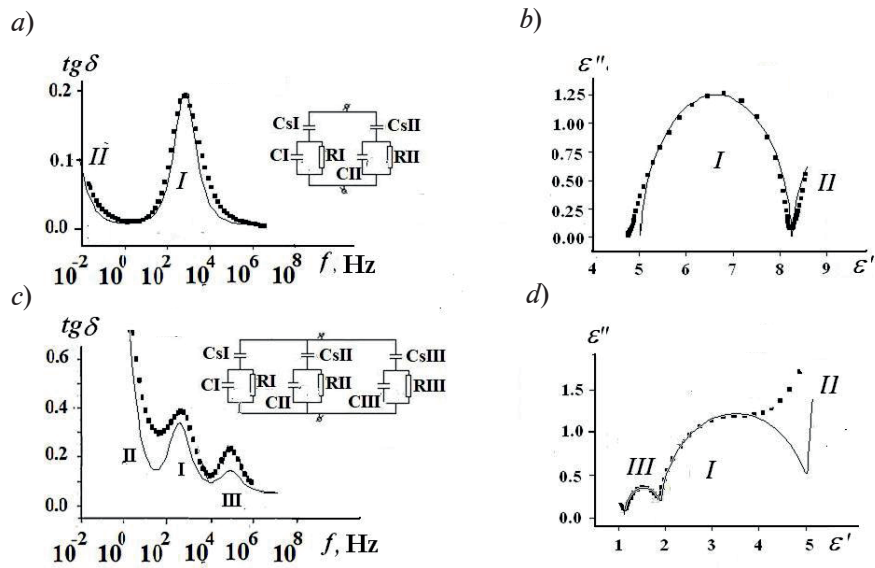 a)
tgδ
0.2
0.1
0.0
II
I
CsI
CsII
CI
RI
CII
RII
10⁻² 10⁰ 10² 10⁴ 10⁶ 10⁸
f, Hz
b)
ε''
1.25
1.00
0.75
0.50
0.25
0.00
I
II
4 5 6 7 8 9
ε'
c)
tgδ
0.6
0.4
0.2
0.0
II
I
III
CsI
CsII
CsIII
CI
RI
CII
RII
CIII
RIII
10⁻² 10⁰ 10² 10⁴ 10⁶ 10⁸
f, Hz
d)
ε''
1.5
1.0
0.5
0.0
III
I
II
1 2 3 4 5
ε'